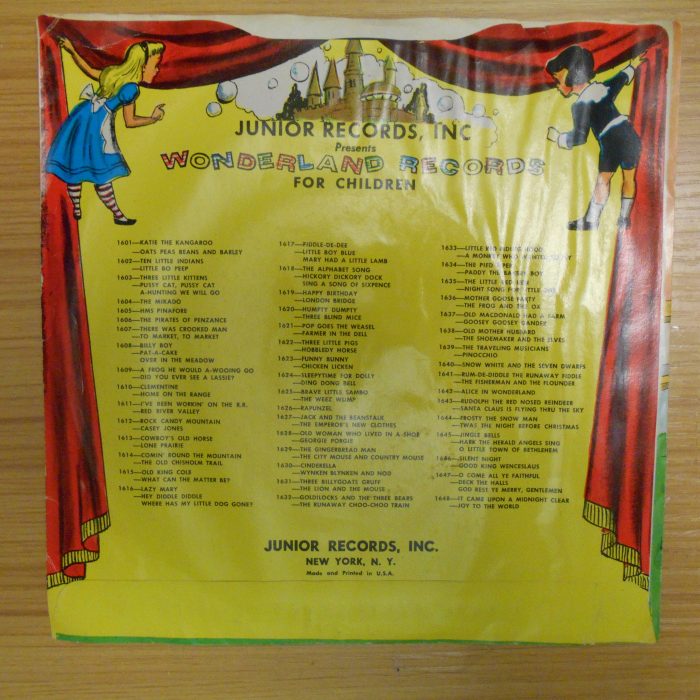 JUNIOR RECORDS, INC
Presents
WONDERLAND RECORDS
FOR CHILDREN
1601—KATIE THE KANGAROO
—OATS PEAS BEANS AND BARLEY
1602—TEN LITTLE INDIANS
—LITTLE BO PEEP
1603—THREE LITTLE KITTENS
—PUSSY CAT, PUSSY CAT
A-HUNTING WE WILL GO
1604—THE MIKADO
1605—HMS PINAFORE
1606—THE PIRATES OF PENZANCE
1607—THERE WAS CROOKED MAN
—TO MARKET, TO MARKET
1608—BILLY BOY
—PAT-A-CAKE
OVER IN THE MEADOW
1609—A FROG HE WOULD A-WOOING GO
—DID YOU EVER SEE A LASSIE?
1610—CLEMENTINE
—HOME ON THE RANGE
1611—I'VE BEEN WORKIN' ON THE R.R.
—RED RIVER VALLEY
1612—ROCK CANDY MOUNTAIN
—CASEY JONES
1613—COWBOY'S OLD HORSE
—LONE PRAIRIE
1614—COMIN' ROUND THE MOUNTAIN
—THE OLD CHISHOLM TRAIL
1615—OLD KING COLE
—WHAT CAN THE MATTER BE?
1616—LAZY MARY
—HEY DIDDLE DIDDLE
WHERE HAS MY LITTLE DOG GONE?
1617—FIDDLE-DE-DEE
—LITTLE BOY BLUE
MARY HAD A LITTLE LAMB
1618—THE ALPHABET SONG
—HICKORY DICKORY DOCK
SING A SONG OF SIXPENCE
1619—HAPPY BIRTHDAY
—LONDON BRIDGE
1620—HUMPTY DUMPTY
—THREE BLIND MICE
1621—POP GOES THE WEASEL
—FARMER IN THE DELL
1622—THREE LITTLE PIGS
—HOBBLEDY HORSE
1623—FUNNY BUNNY
—CHICKEN LICKEN
1624—SLEEPYTIME FOR DOLLY
—DING DONG BELL
1625—BRAVE LITTLE SAMBO
—THE WEEZ WUMP
1626—RAPUNZEL
1627—JACK AND THE BEANSTALK
—THE EMPEROR'S NEW CLOTHES
1628—OLD WOMAN WHO LIVED IN A SHOE
—GEORGIE PORGIE
1629—THE GINGERBREAD MAN
—THE CITY MOUSE AND COUNTRY MOUSE
1630—CINDERELLA
—WYNKEN BLYNKEN AND NOD
1631—THREE BILLYGOATS GRUFF
—THE LION AND THE MOUSE
1632—GOLDILOCKS AND THE THREE BEARS
—THE RUNAWAY CHOO-CHOO TRAIN
1633—LITTLE RED RIDING HOOD
—A MONKEY WHO WANTED TO
1634—THE PIED PIPER
—PADDY THE BAKERY BOY
1635—THE LITTLE RED HEN
—NIGHT SONG FOR LITTLE
1636—MOTHER GOOSE PARTY
—THE FROG AND THE OX
1637—OLD MACDONALD HAD A FARM
—GOOSEY GOOSEY GANDER
1638—OLD MOTHER HUBBARD
—THE SHOEMAKER AND THE ELVES
1639—THE TRAVELING MUSICIANS
—PINOCCHIO
1640—SNOW WHITE AND THE SEVEN DWARFS
1641—RUM-DE-DIDDLE THE RUNAWAY FIDDLE
—THE FISHERMAN AND THE FLOUNDER
1642—ALICE IN WONDERLAND
1643—RUDOLPH THE RED NOSED REINDEER
—SANTA CLAUS IS FLYING THRU THE SKY
1644—FROSTY THE SNOW MAN
—TWAS THE NIGHT BEFORE CHRISTMAS
1645—JINGLE BELLS
—HARK THE HERALD ANGELS SING
O LITTLE TOWN OF BETHLEHEM
1646—SILENT NIGHT
—GOOD KING WENCESLAUS
1647—O COME ALL YE FAITHFUL
—DECK THE HALLS
GOD REST YE MERRY, GENTLEMEN
1648—IT CAME UPON A MIDNIGHT CLEAR
—JOY TO THE WORLD
JUNIOR RECORDS, INC.
NEW YORK, N. Y.
Made and Printed in U.S.A.